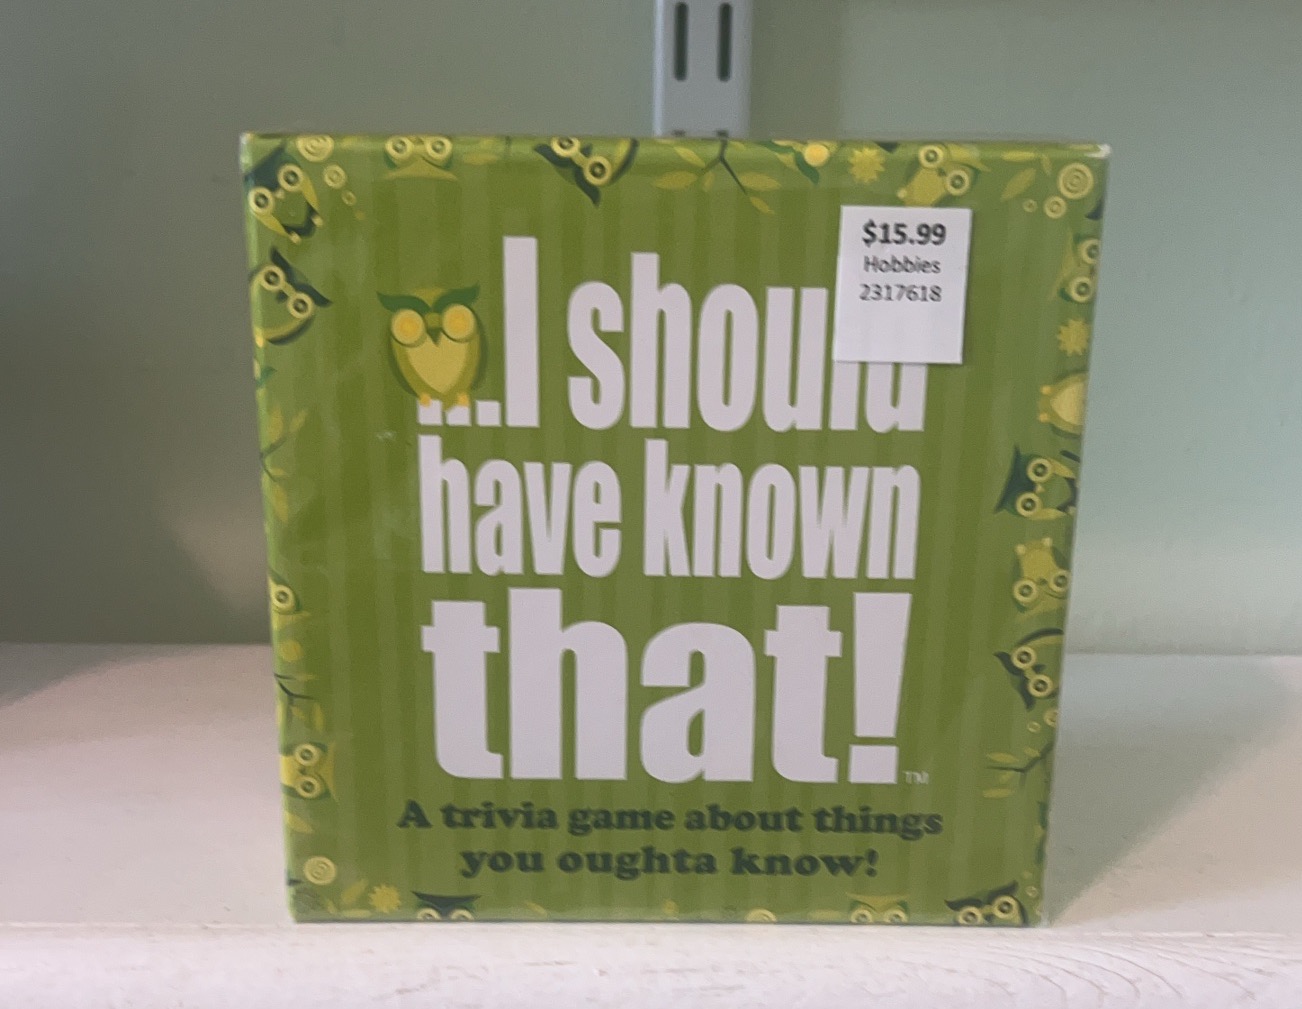 $15.99
Hobbies
2317618
...I should
have known
that!™
A trivia game about things
you oughta know!